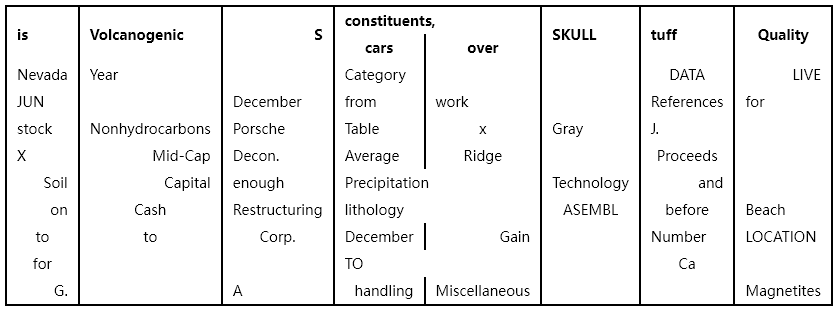 is Volcanogenic S constituents, SKULL tuff Quality
cars over
Nevada Year Category DATA LIVE
JUN December from work References for
stock Nonhydrocarbons Porsche Table x Gray J.
X Mid-Cap Decon. Average Ridge Proceeds
Soil Capital enough Precipitation Technology and
on Cash Restructuring lithology ASEMBL before Beach
to to Corp. December Gain Number LOCATION
for TO Ca
G. A handling Miscellaneous Magnetites